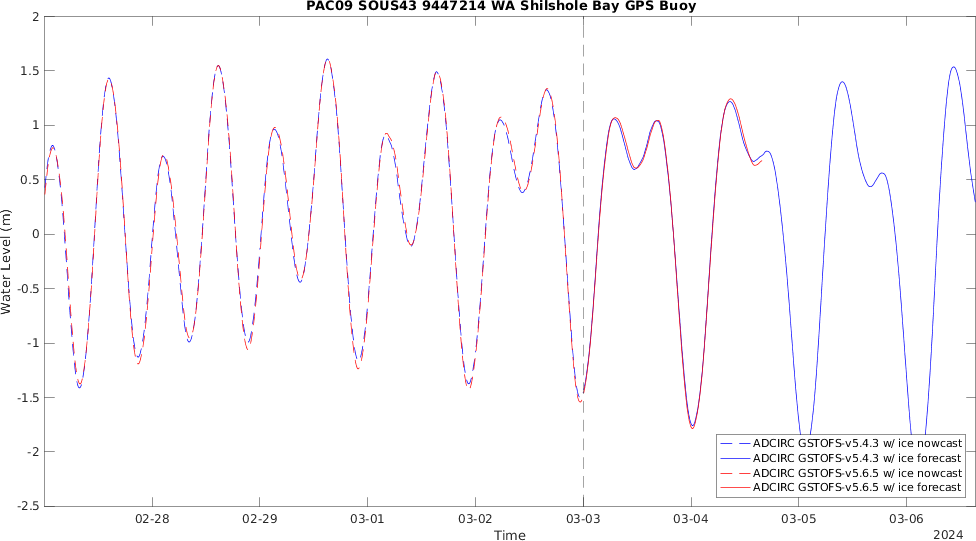 PAC09 SOUS43 9447214 WA Shilshole Bay GPS Buoy
2
1.5
1
0.5
0
-0.5
-1
-1.5
-2
-2.5
Water Level (m)
ADCIRC GSTOFS-v5.4.3 w/ ice nowcast
ADCIRC GSTOFS-v5.4.3 w/ ice forecast
ADCIRC GSTOFS-v5.6.5 w/ ice nowcast
ADCIRC GSTOFS-v5.6.5 w/ ice forecast
02-28 02-29 03-01 03-02 03-03 03-04 03-05 03-06
Time
2024